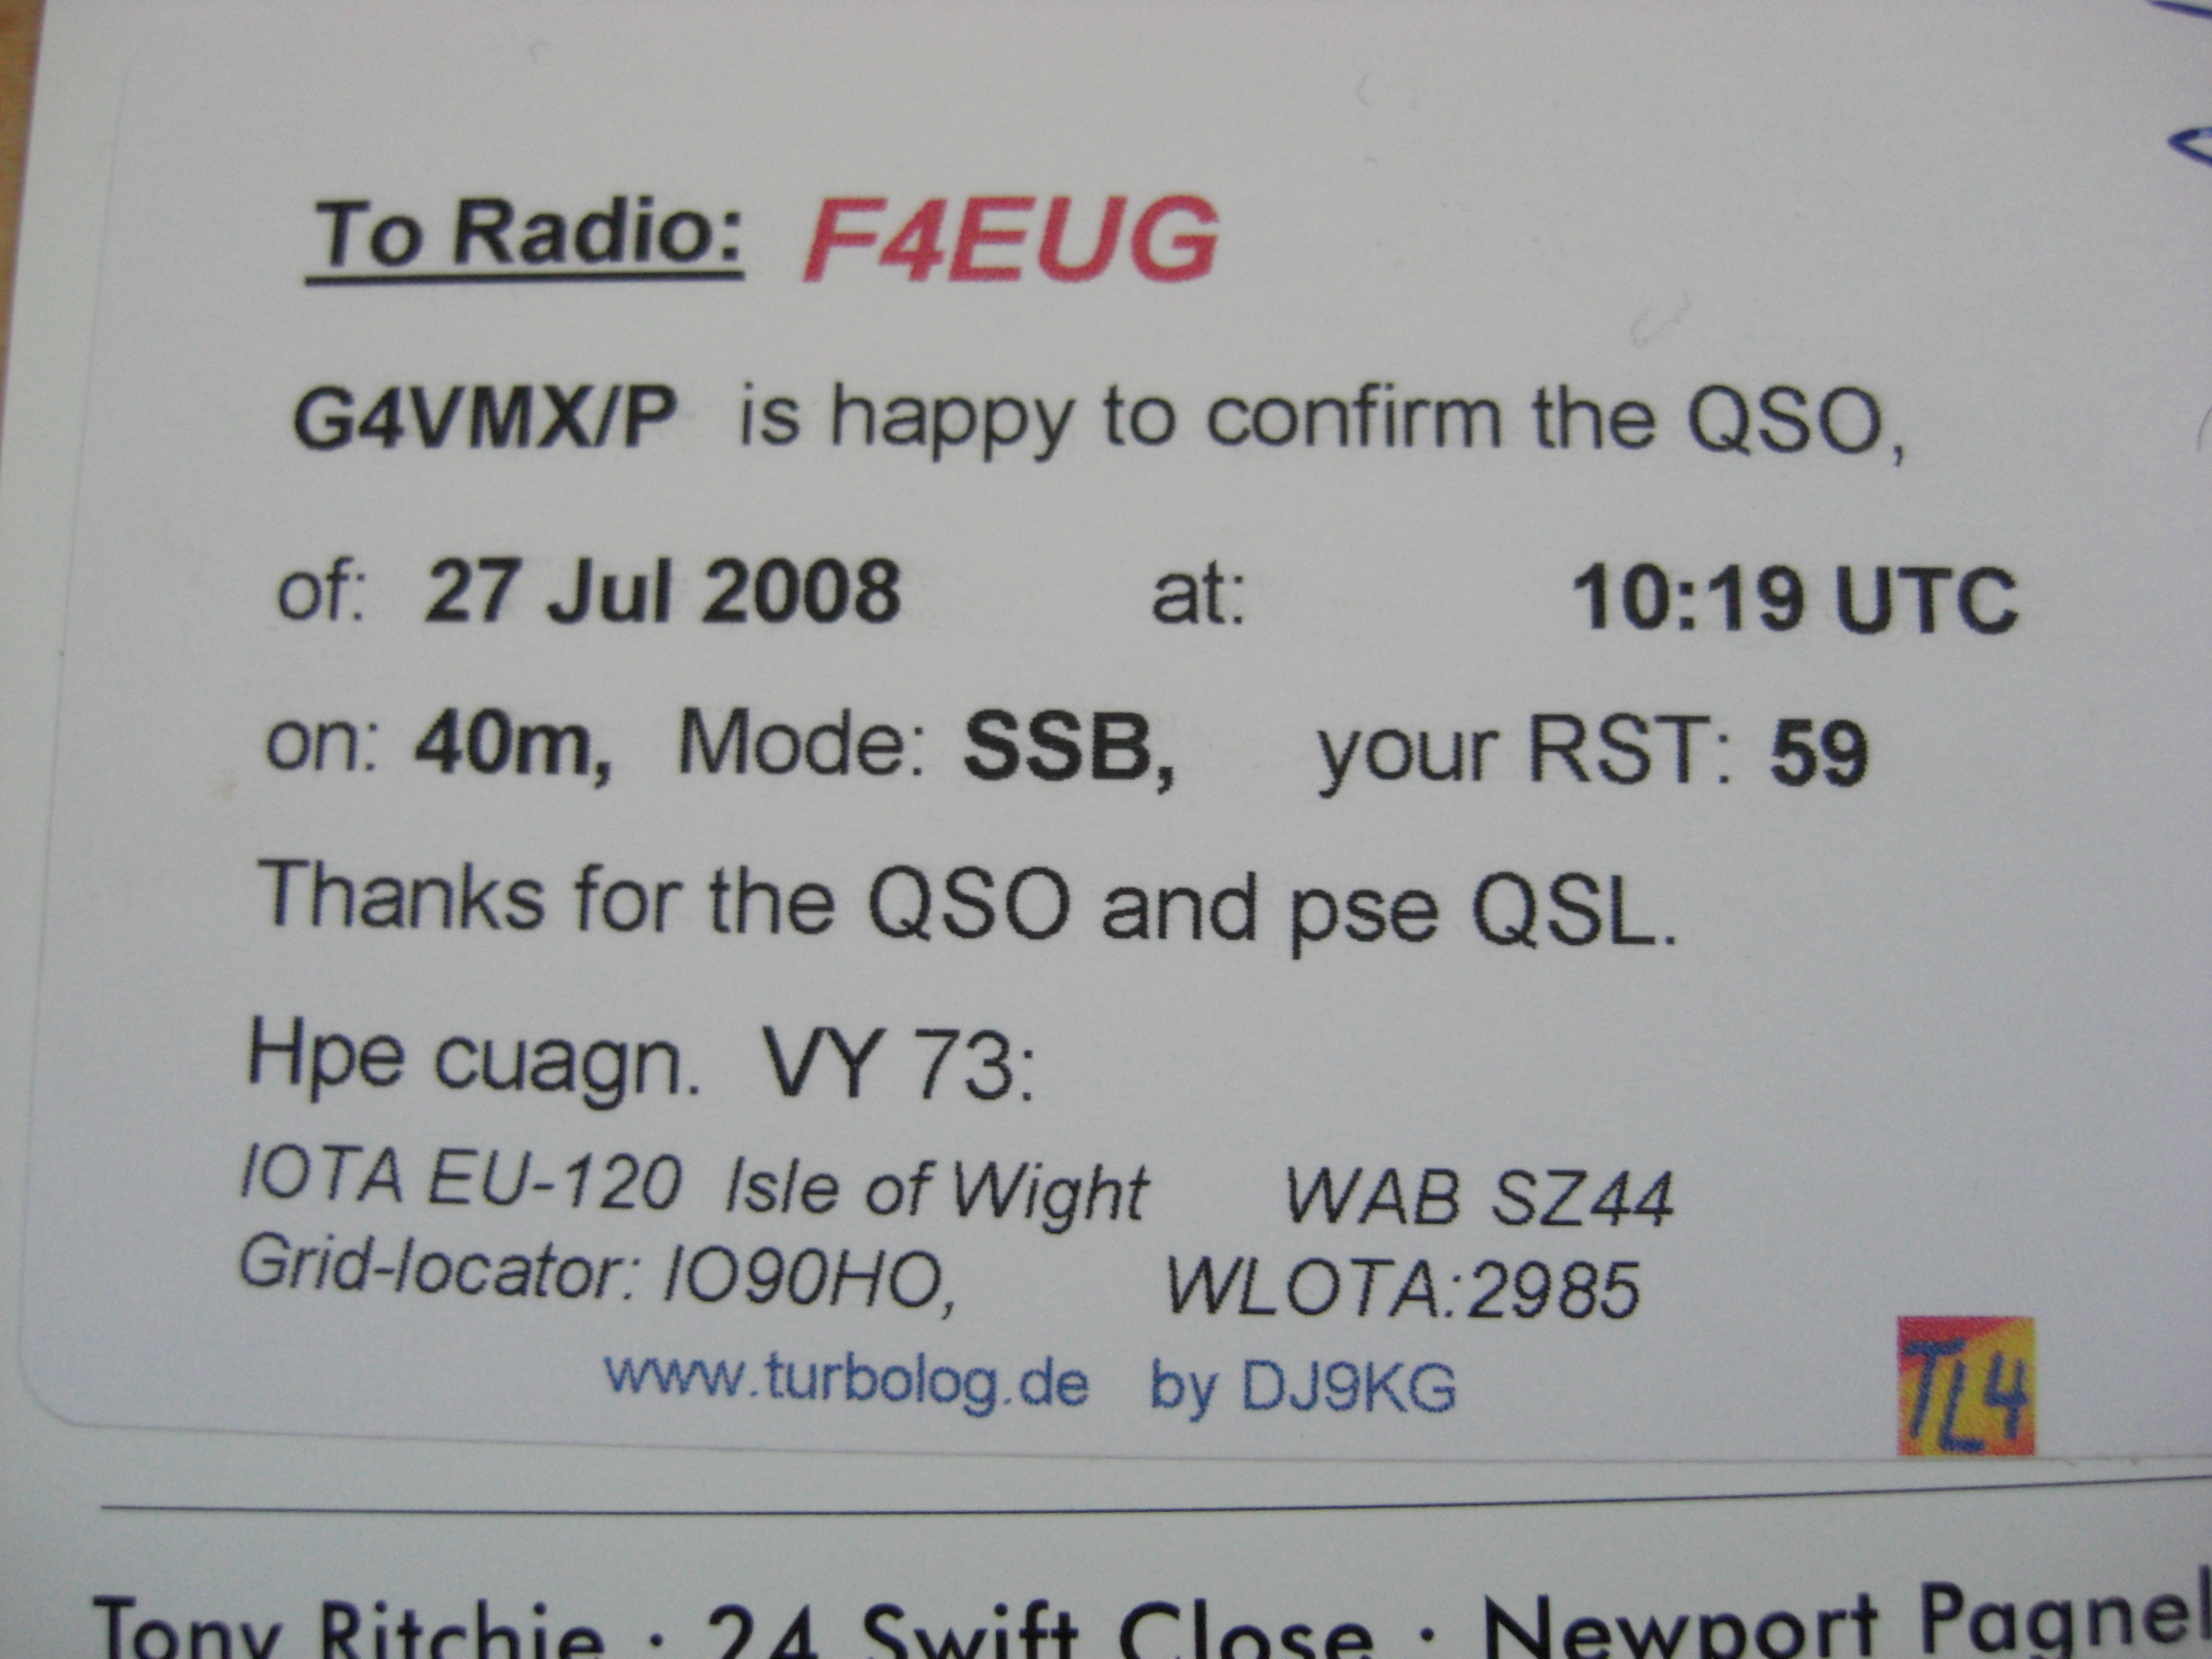 To Radio: F4EUG
G4VMX/P is happy to confirm the QSO,
of: 27 Jul 2008 at: 10:19 UTC
on: 40m, Mode: SSB, your RST: 59
Thanks for the QSO and pse QSL.
Hpe cuagn. VY 73:
IOTA EU-120 Isle of Wight WAB SZ44
Grid-locator: IO90HO, WLOTA:2985
www.turbolog.de by DJ9KG
TL4
Tony Ritchie · 24 Swift Close · Newport Pagnel